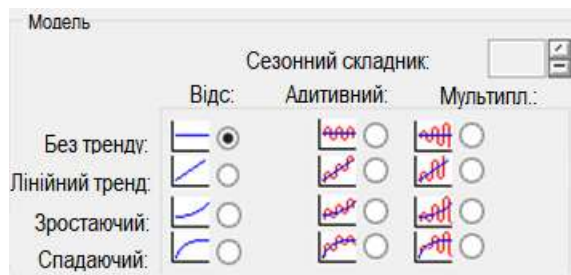 Модель
Сезонний складник:
Відс: Адитивний: Мультипл.:
Без тренду:
Лінійний тренд:
Зростаючий:
Спадаючий: